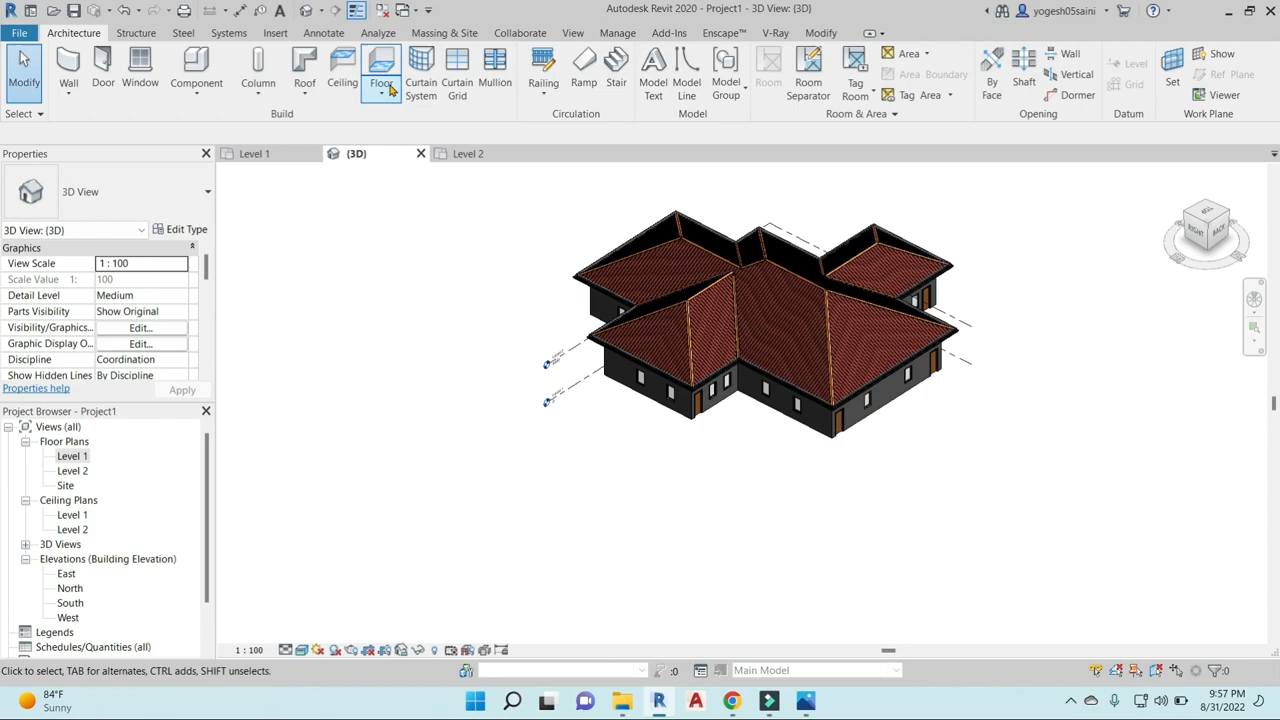 Autodesk Revit 2020 - Project1 - 3D View: {3D}
yogesh05saini
File Architecture Structure Steel Systems Insert Annotate Analyze Massing & Site Collaborate View Manage Add-Ins Enscape™ V-Ray Modify
Modify
Wall
Door
Window
Component
Column
Roof
Ceiling
Floor
Curtain System
Curtain Grid
Mullion
Railing
Ramp
Stair
Model Text
Model Line
Model Group
Room
Room Separator
Tag Room
Area
Area Boundary
Tag Area
By Face
Shaft
Wall
Vertical
Dormer
Level
Grid
Set
Show
Ref Plane
Viewer
Select Build Circulation Model Room & Area Opening Datum Work Plane
Properties
Level 1 {3D} Level 2
3D View
3D View: {3D} Edit Type
Graphics
View Scale 1 : 100
Scale Value 1: 100
Detail Level Medium
Parts Visibility Show Original
Visibility/Graphics... Edit...
Graphic Display O... Edit...
Discipline Coordination
Show Hidden Lines By Discipline
Properties help Apply
Project Browser - Project1
Views (all)
Floor Plans
Level 1
Level 2
Site
Ceiling Plans
Level 1
Level 2
3D Views
Elevations (Building Elevation)
East
North
South
West
Legends
Schedules/Quantities (all)
RIGHT BACK
1 : 100
Click to select, TAB for alternates, CTRL adds, SHIFT unselects.
:0
Main Model
:0
84°F
Sunny
9:57 PM
8/31/2022